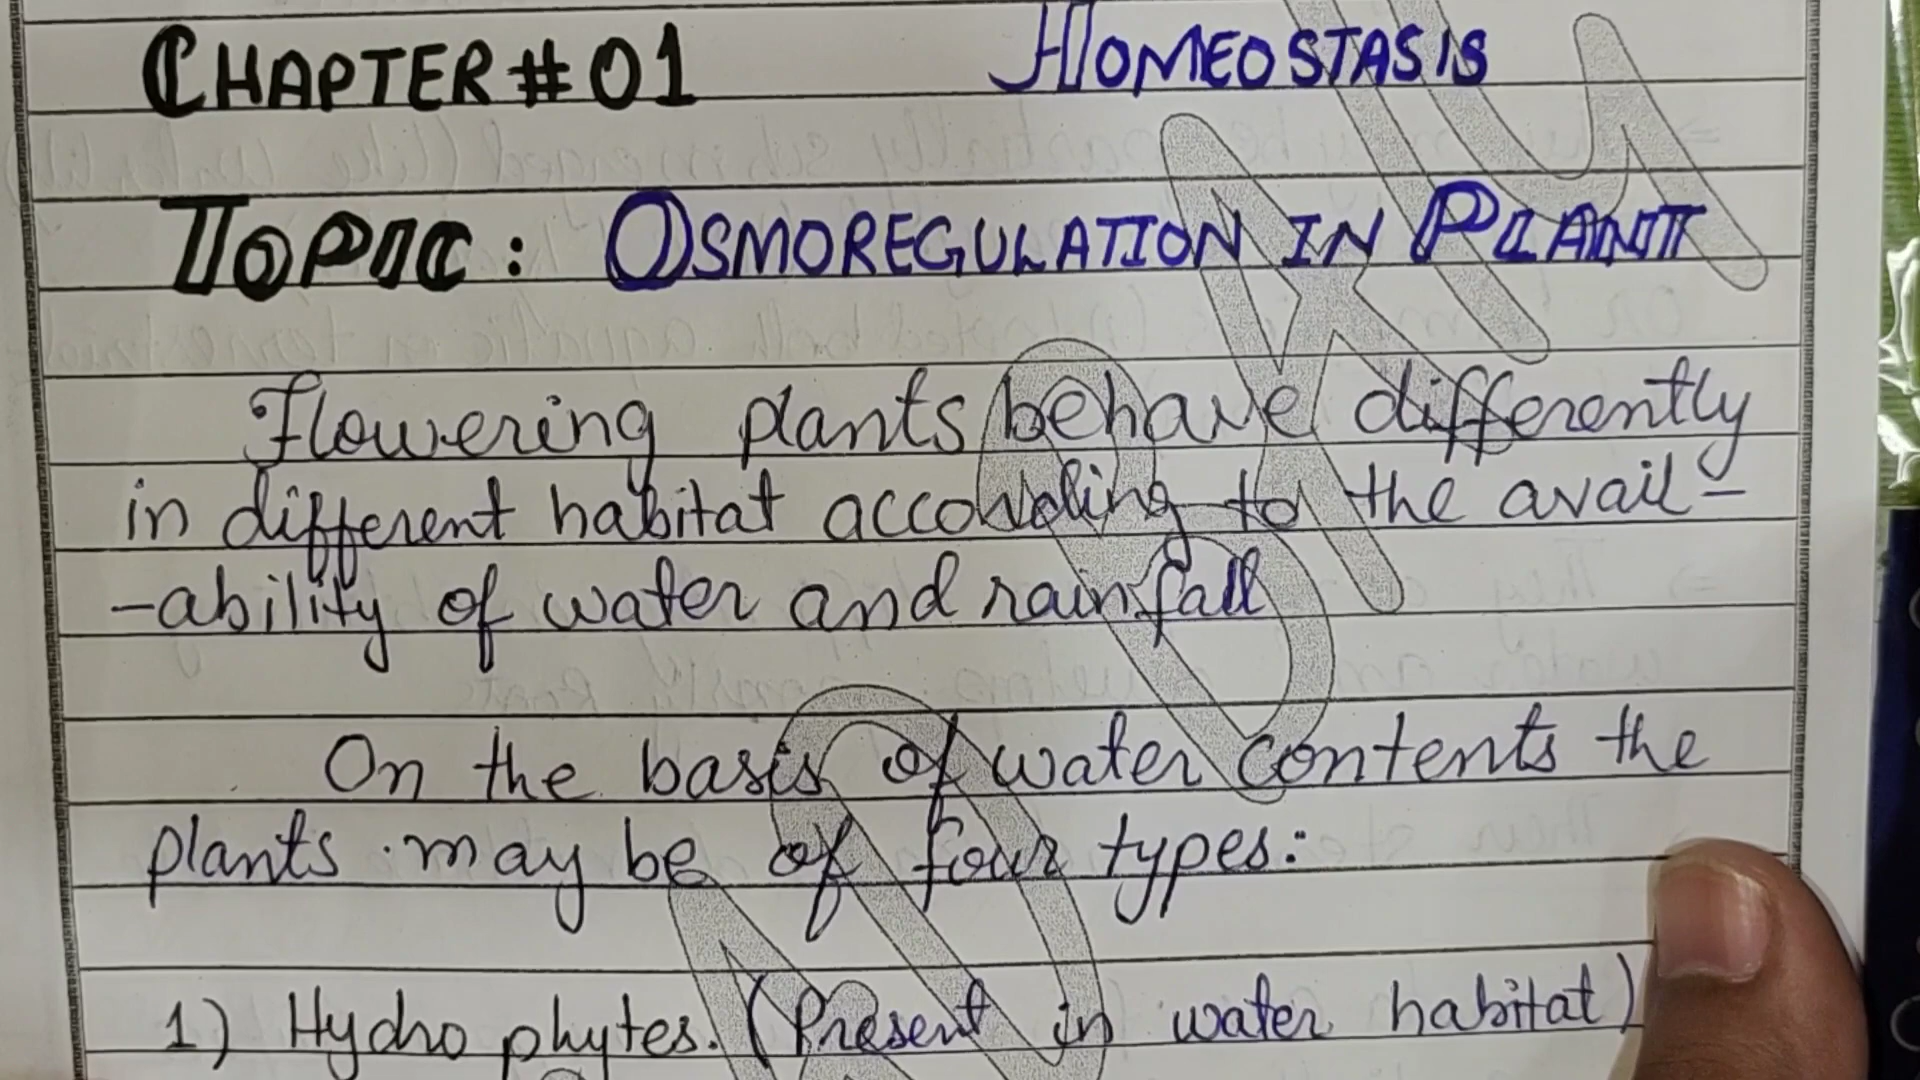 CHAPTER # 01 HOMEOSTASIS
TOPIC : OSMOREGULATION IN PLANT
Flowering plants behave differently
in different habitat according to the avail-
-ability of water and rainfall
On the basis of water contents the
plants may be of four types:
1) Hydro phytes. (Present in water habitat)